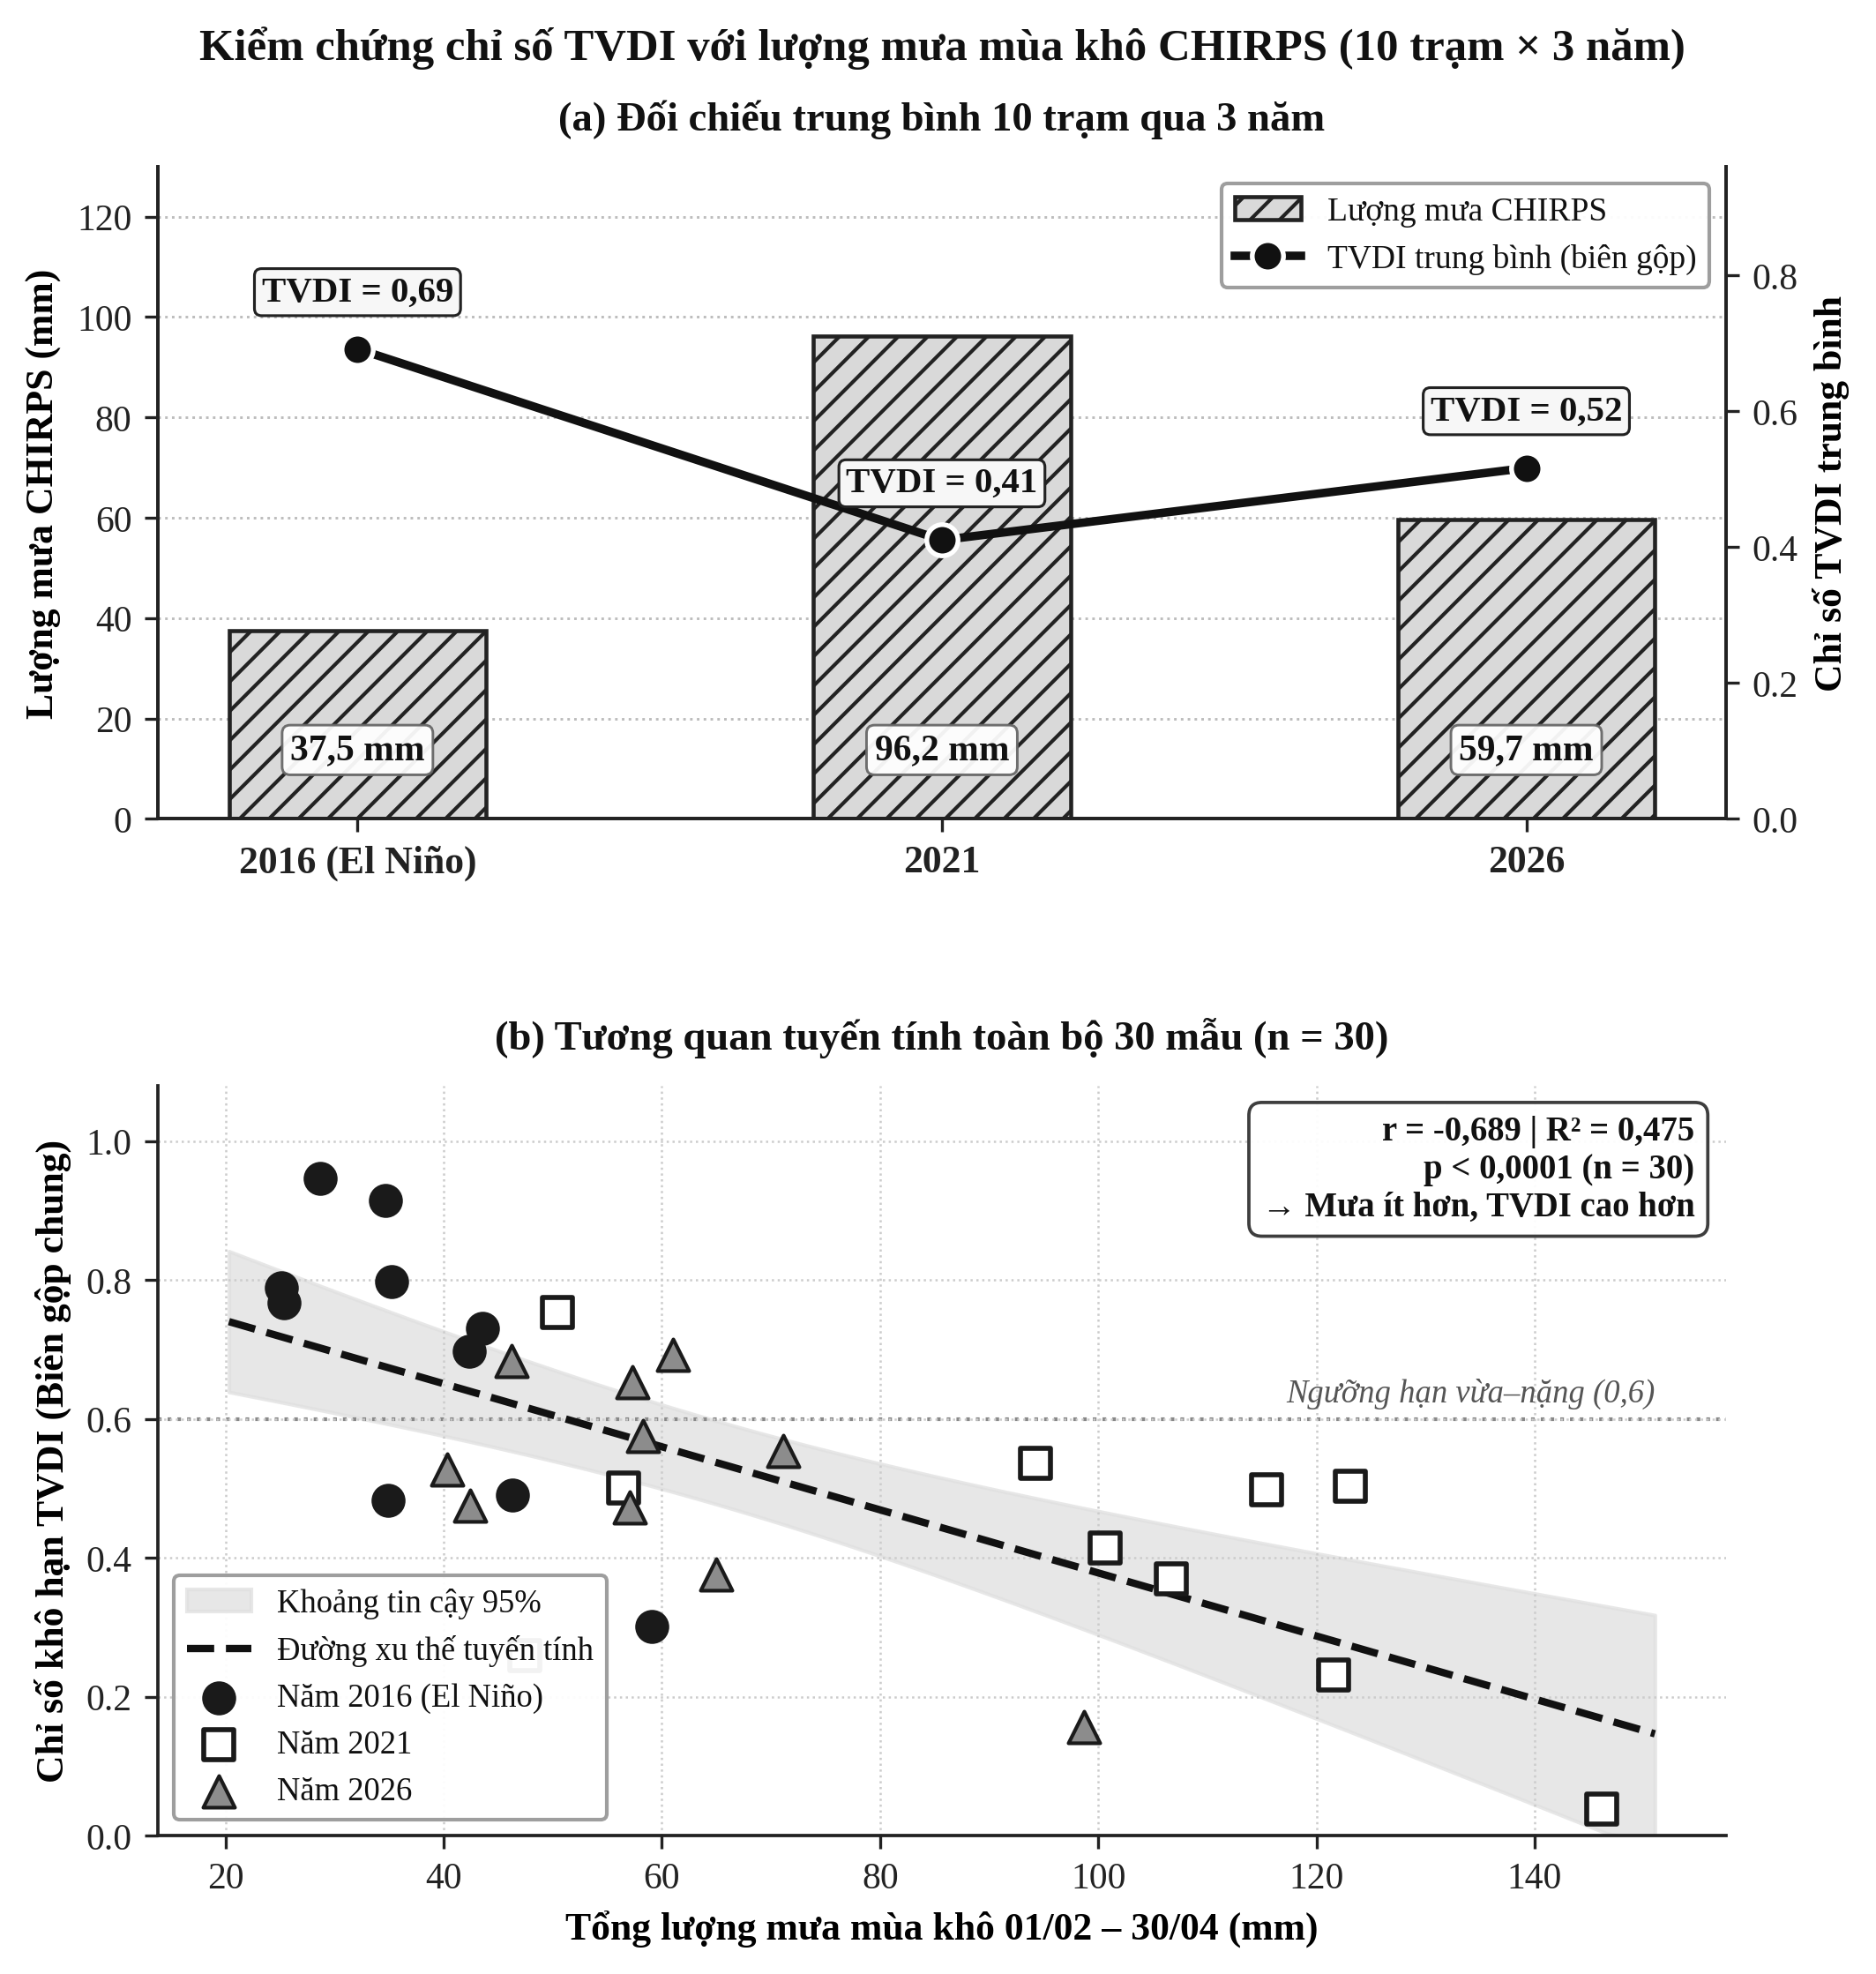 Kiểm chứng chỉ số TVDI với lượng mưa mùa khô CHIRPS (10 trạm × 3 năm)
(a) Đối chiếu trung bình 10 trạm qua 3 năm
Lượng mưa CHIRPS (mm)
120
100
80
60
40
20
0
Lượng mưa CHIRPS
TVDI trung bình (biên gộp)
TVDI = 0,69
TVDI = 0,41
TVDI = 0,52
37,5 mm
96,2 mm
59,7 mm
0.8
0.6
0.4
0.2
0.0
Chỉ số TVDI trung bình
2016 (El Niño)
2021
2026
(b) Tương quan tuyến tính toàn bộ 30 mẫu (n = 30)
Chỉ số khô hạn TVDI (Biên gộp chung)
1.0
0.8
0.6
0.4
0.2
0.0
r = -0,689 | R² = 0,475
p < 0,0001 (n = 30)
→ Mưa ít hơn, TVDI cao hơn
Ngưỡng hạn vừa–nặng (0,6)
Khoảng tin cậy 95%
Đường xu thế tuyến tính
Năm 2016 (El Niño)
Năm 2021
Năm 2026
20
40
60
80
100
120
140
Tổng lượng mưa mùa khô 01/02 – 30/04 (mm)